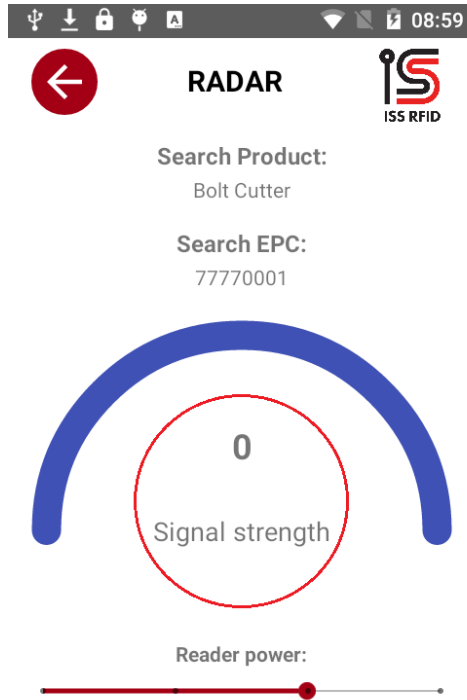 08:59
RADAR
ISS RFID
Search Product:
Bolt Cutter
Search EPC:
77770001
0
Signal strength
Reader power: